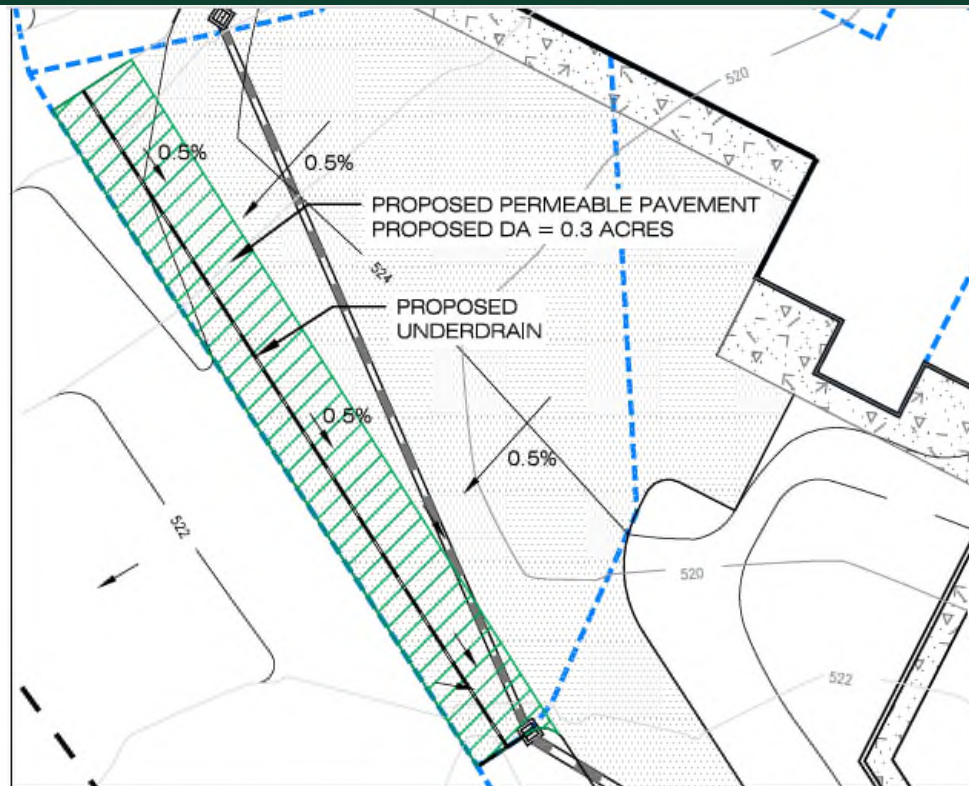 520
0.5%
0.5%
PROPOSED PERMEABLE PAVEMENT
PROPOSED DA = 0.3 ACRES
524
PROPOSED
UNDERDRAIN
0.5%
0.5%
522
520
522